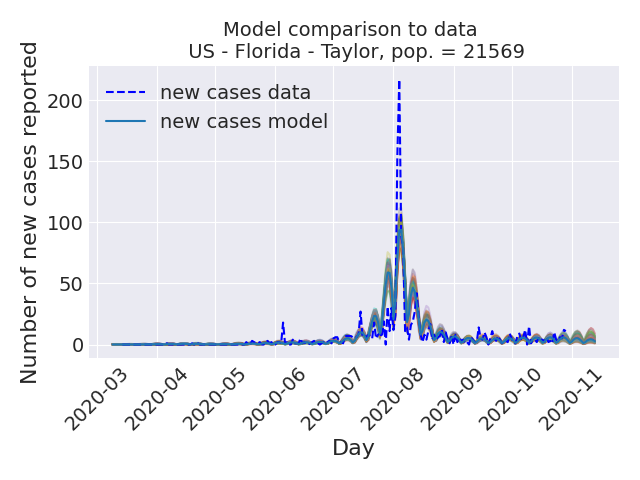 Model comparison to data
US - Florida - Taylor, pop. = 21569
Number of new cases reported
200
150
100
50
0
new cases data
new cases model
2020-03
2020-04
2020-05
2020-06
2020-07
2020-08
2020-09
2020-10
2020-11
Day